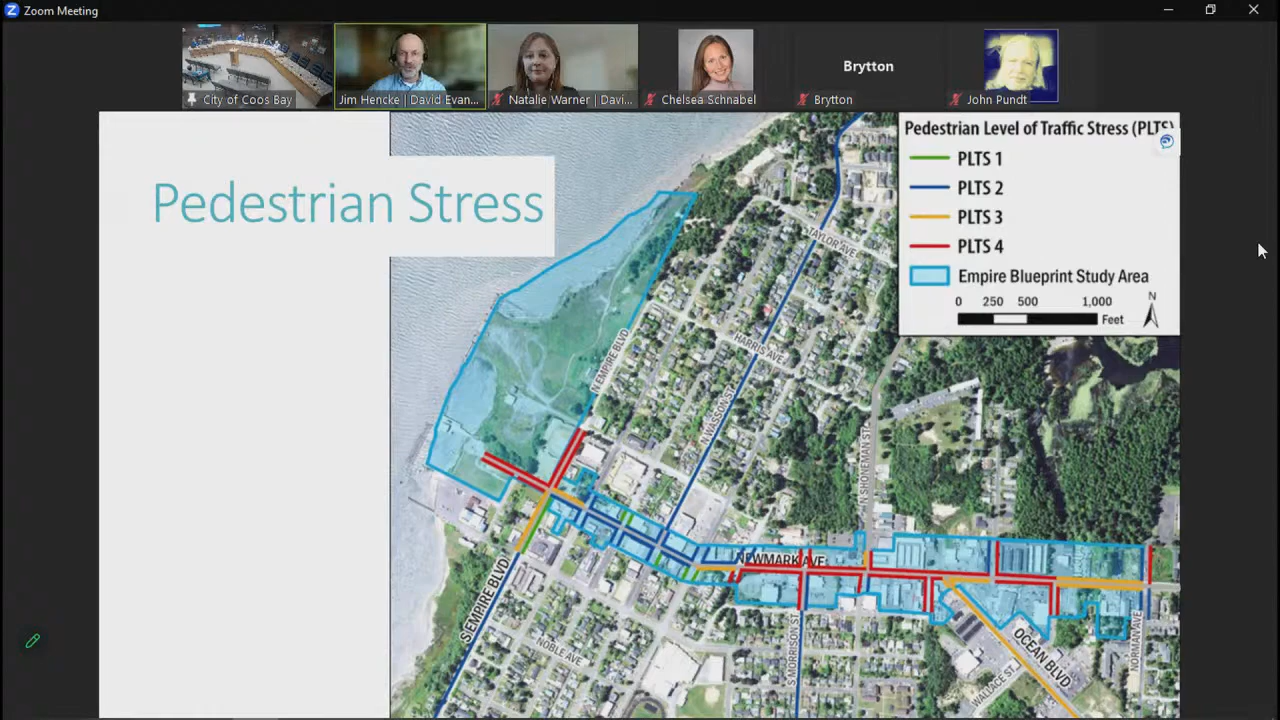 Zoom Meeting
City of Coos Bay
Jim Hencke | David Evan...
Natalie Warner | Davi...
Chelsea Schnabel
Brytton
Brytton
John Pundt
Pedestrian Stress
Pedestrian Level of Traffic Stress (PLTS)
PLTS 1
PLTS 2
PLTS 3
PLTS 4
Empire Blueprint Study Area
0 250 500 1,000
Feet
N
TAYLOR AVE
HARRIS AVE
N EMPIRE BLVD
N WASSON ST
N SHONEMAN ST
NEWMARK AVE
S EMPIRE BLVD
NOBLE AVE
S MORRISON ST
OCEAN BLVD
WALLACE ST
NORMAN AVE